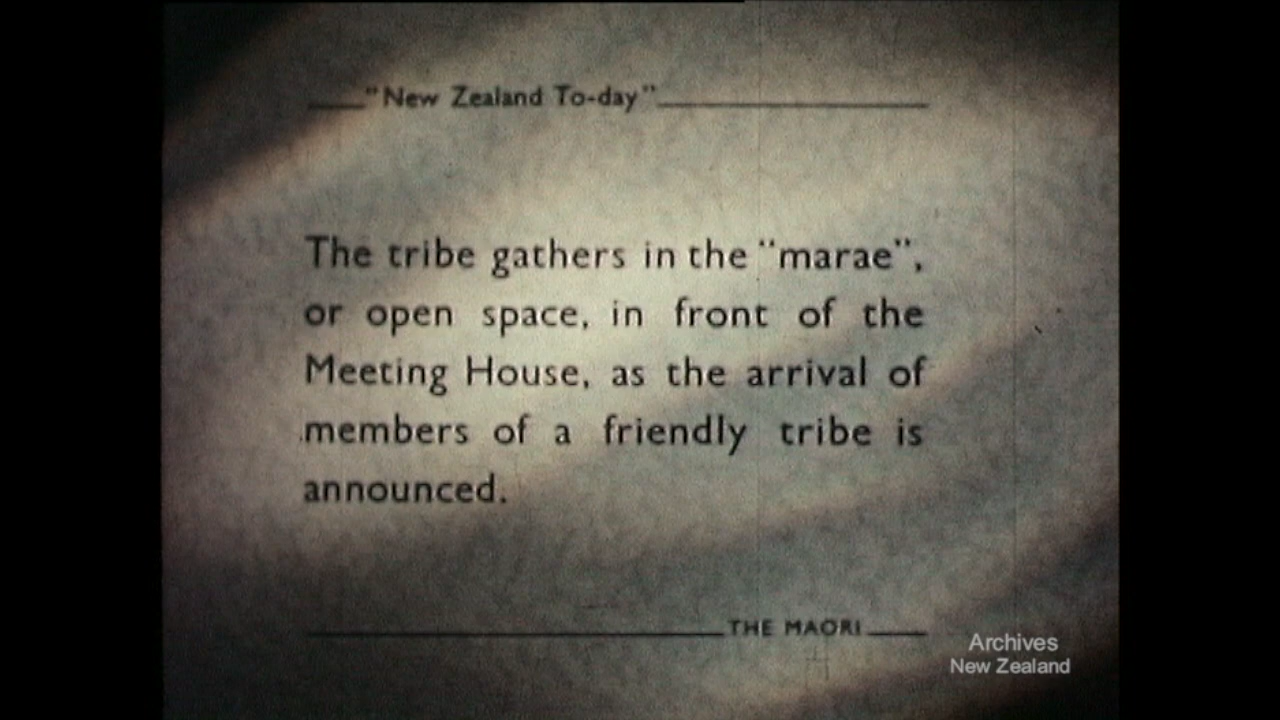 "New Zealand To-day"
The tribe gathers in the "marae",
or open space, in front of the
Meeting House, as the arrival of
members of a friendly tribe is
announced.
THE MAORI
Archives
New Zealand